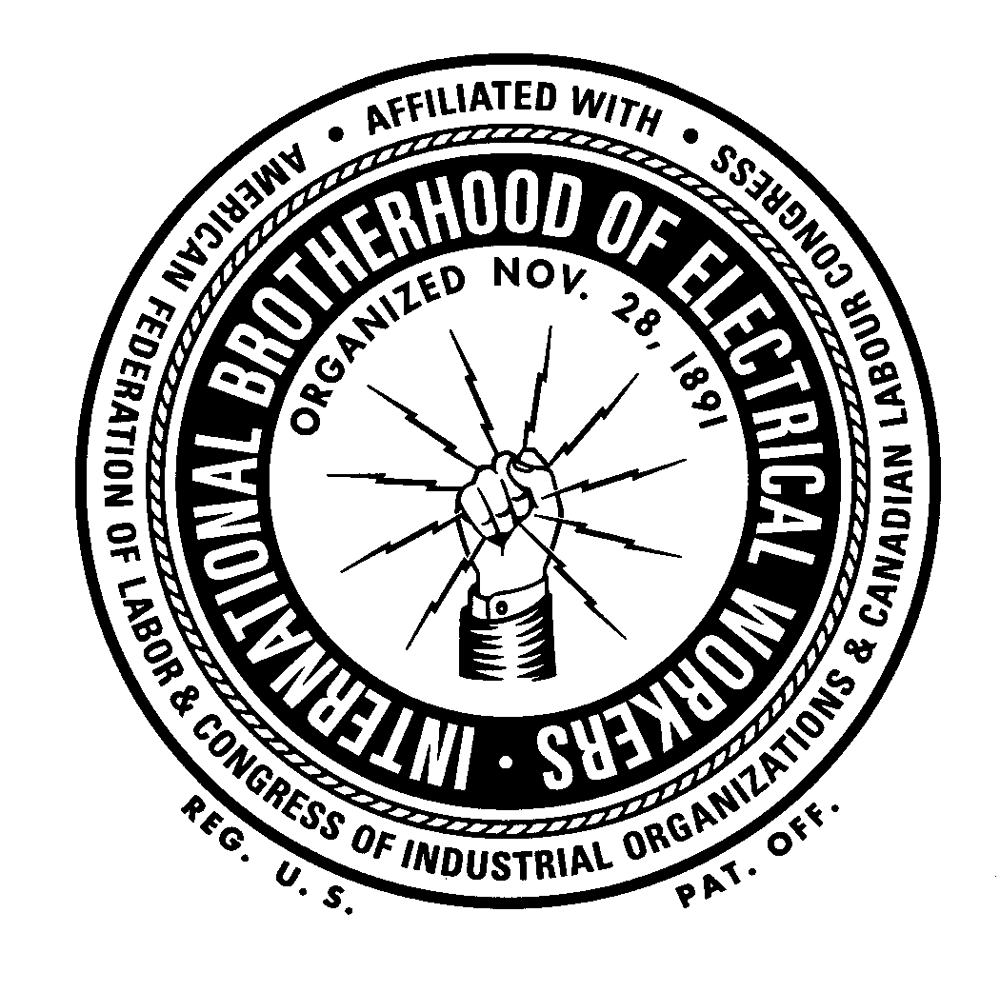 • AFFILIATED WITH •
AMERICAN FEDERATION OF LABOR & CONGRESS OF INDUSTRIAL ORGANIZATIONS & CANADIAN LABOUR CONGRESS
INTERNATIONAL BROTHERHOOD OF ELECTRICAL WORKERS •
ORGANIZED NOV. 28, 1891
REG. U. S. PAT. OFF.